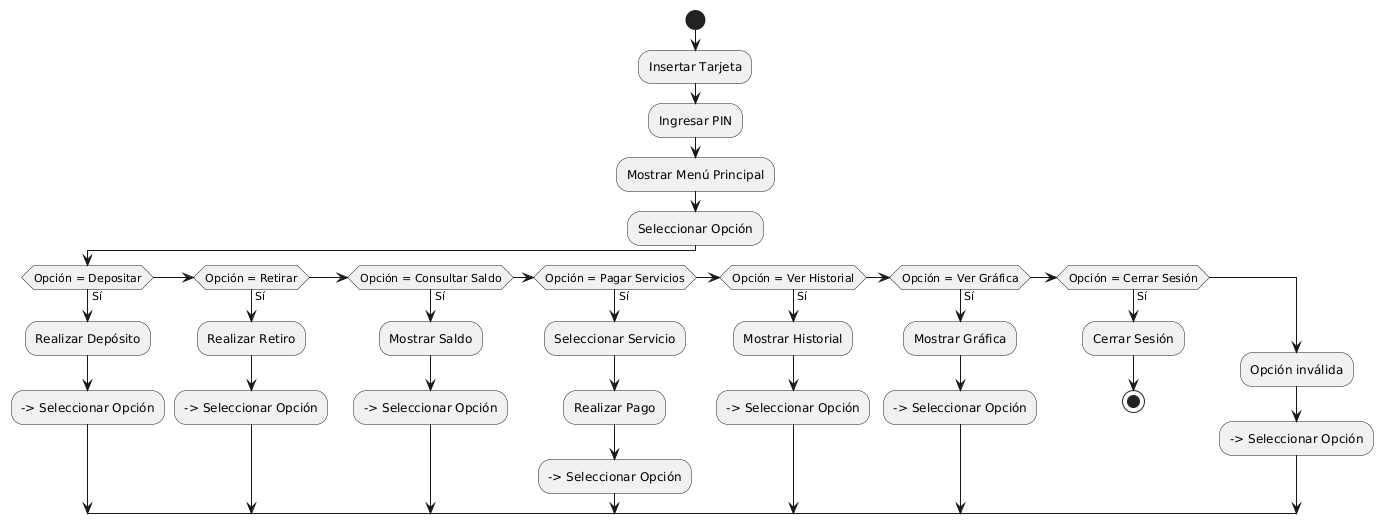 Insertar Tarjeta
Ingresar PIN
Mostrar Menú Principal
Seleccionar Opción
Opción = Depositar
Opción = Retirar
Opción = Consultar Saldo
Opción = Pagar Servicios
Opción = Ver Historial
Opción = Ver Gráfica
Opción = Cerrar Sesión
Sí
Sí
Sí
Sí
Sí
Sí
Sí
Realizar Depósito
Realizar Retiro
Mostrar Saldo
Seleccionar Servicio
Mostrar Historial
Mostrar Gráfica
Cerrar Sesión
Opción inválida
-> Seleccionar Opción
-> Seleccionar Opción
-> Seleccionar Opción
Realizar Pago
-> Seleccionar Opción
-> Seleccionar Opción
-> Seleccionar Opción
-> Seleccionar Opción